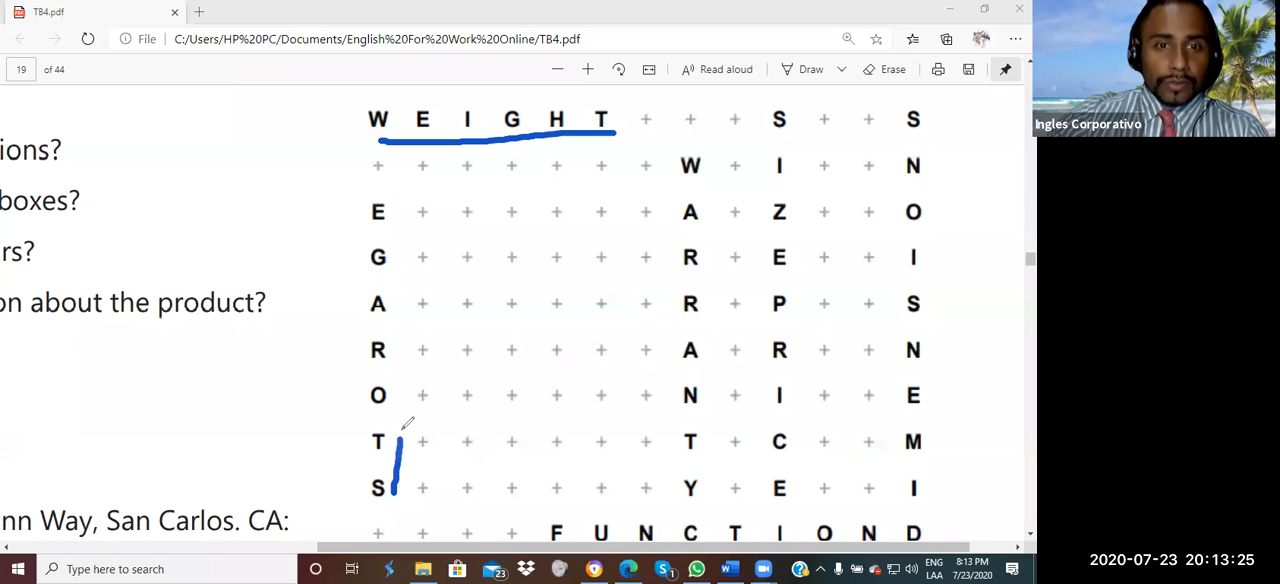 TB4.pdf
File C:/Users/HP%20PC/Documents/English%20For%20Work%20Online/TB4.pdf
19 of 44 Read aloud Draw Erase
Ingles Corporativo
ions?
boxes?
rs?
on about the product?
nn Way, San Carlos. CA:
W E I G H T + + + S + + S
+ + + + + + + W + I + + N
E + + + + + + A + Z + + O
G + + + + + + R + E + + I
A + + + + + + R + P + + S
R + + + + + + A + R + + N
O + + + + + + N + I + + E
T + + + + + + T + C + + M
S + + + + + + Y + E + + I
+ + + + F U N C T I O N D
Type here to search
23
1
ENG
LAA
8:13 PM
7/23/2020
2020-07-23 20:13:25